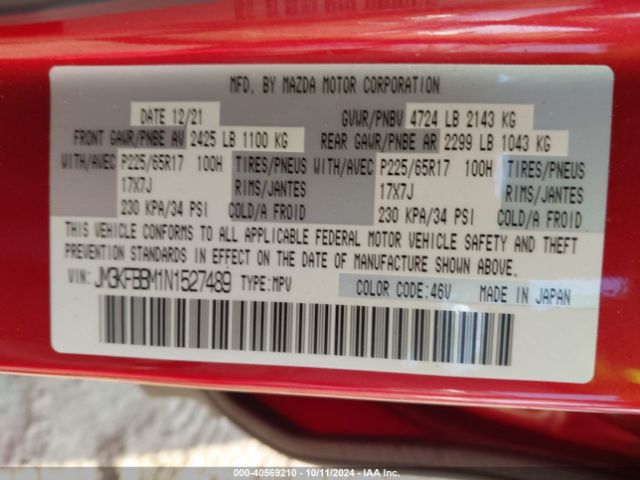 MFD. BY MAZDA MOTOR CORPORATION
DATE 12/21 GVWR/PNBV 4724 LB 2143 KG
FRONT GAWR/PNBE AV 2425 LB 1100 KG REAR GAWR/PNBE AR 2299 LB 1043 KG
WITH/AVEC P225/65R17 100H TIRES/PNEUS WITH/AVEC P225/65R17 100H TIRES/PNEUS
17X7J RIMS/JANTES 17X7J RIMS/JANTES
230 KPA/34 PSI COLD/A FROID 230 KPA/34 PSI COLD/A FROID
THIS VEHICLE CONFORMS TO ALL APPLICABLE FEDERAL MOTOR VEHICLE SAFETY AND THEFT
PREVENTION STANDARDS IN EFFECT ON THE DATE OF MANUFACTURE SHOWN ABOVE.
VIN: JM3KFBBM1N1527489 TYPE:MPV COLOR CODE:46V MADE IN JAPAN
000-40569210 - 10/11/2024 - IAA Inc.